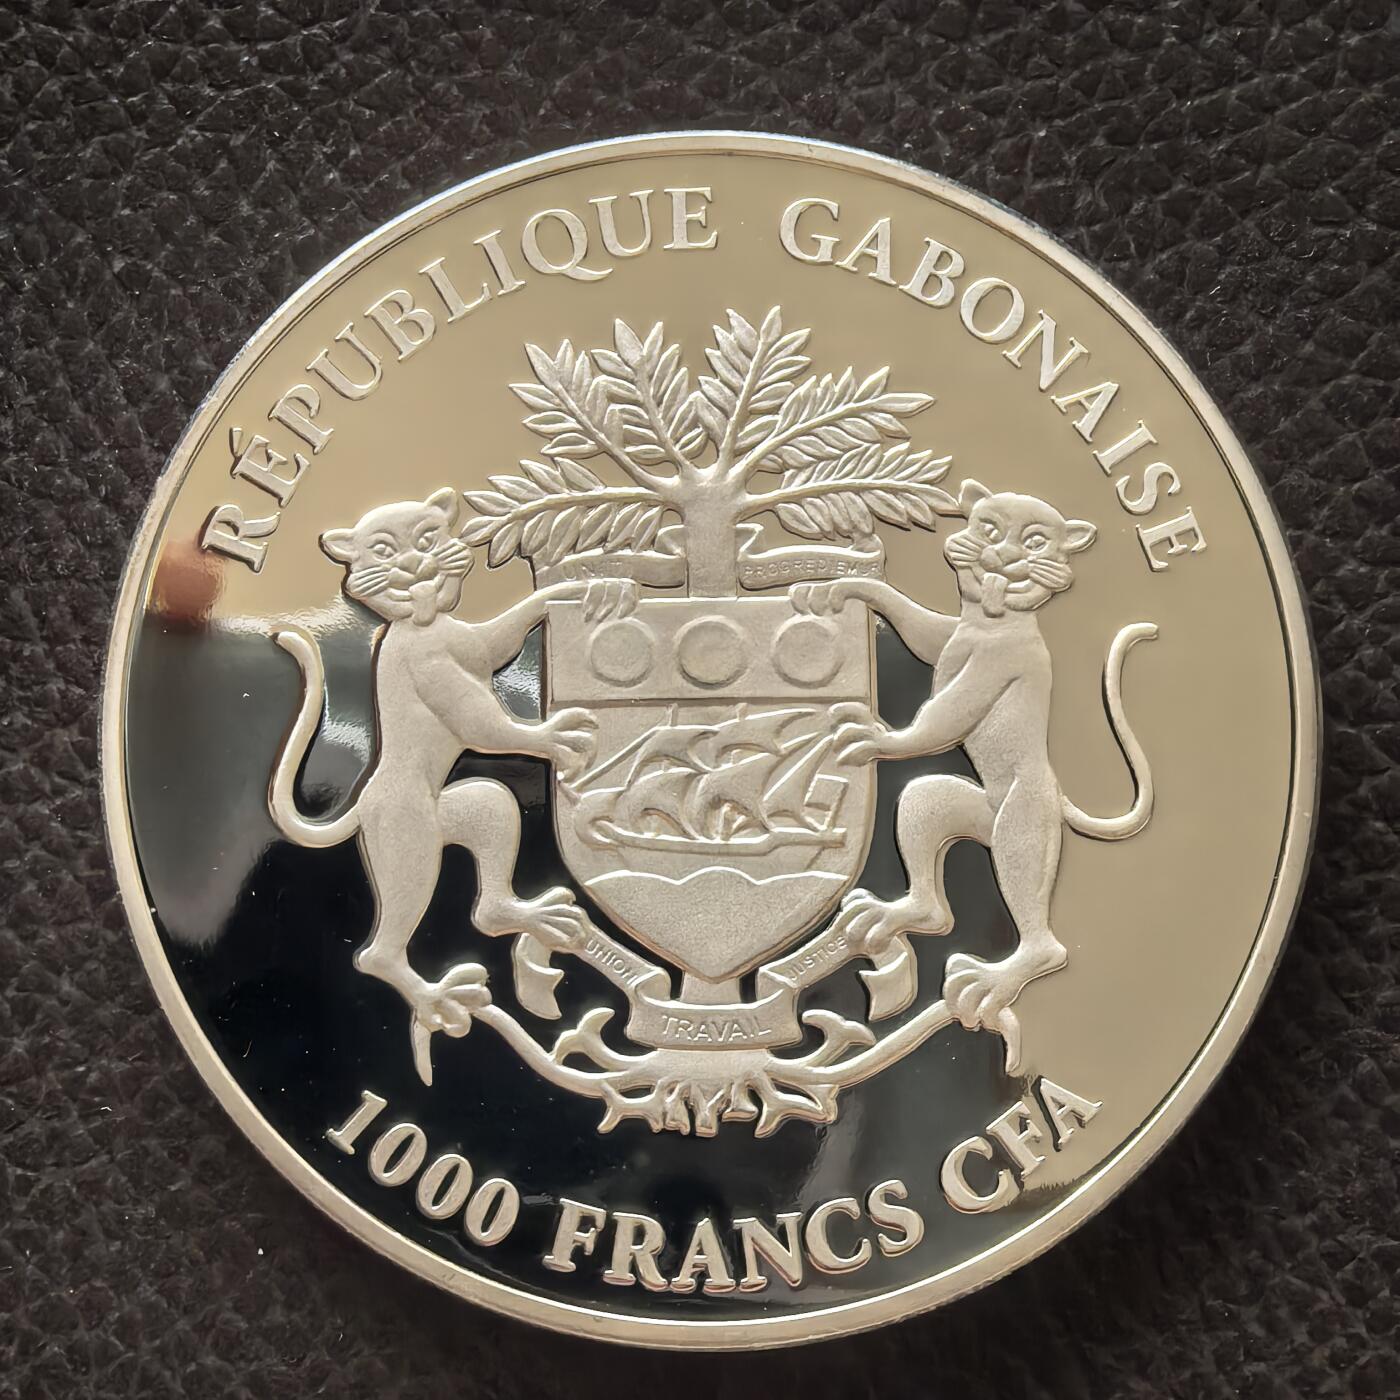 RÉPUBLIQUE GABONAISE
UNITI PROGREDIEMUR
UNION TRAVAIL JUSTICE
1000 FRANCS CFA